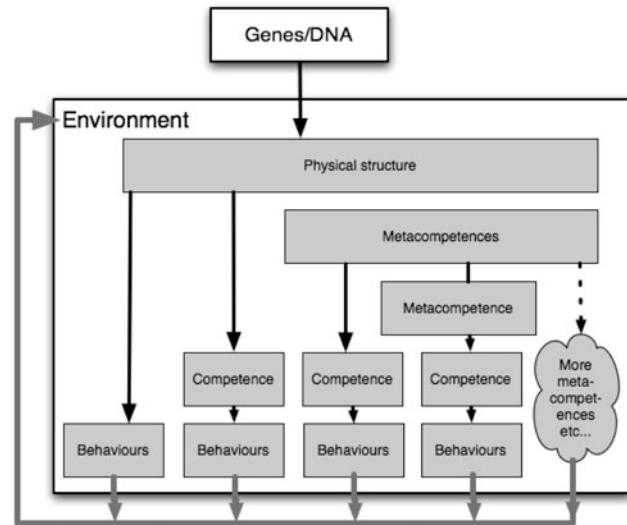 Genes/DNA
Environment
Physical structure
Metacompetences
Metacompetence
Competence
Competence
Competence
More
meta-
compet-
ences
etc...
Behaviours
Behaviours
Behaviours
Behaviours